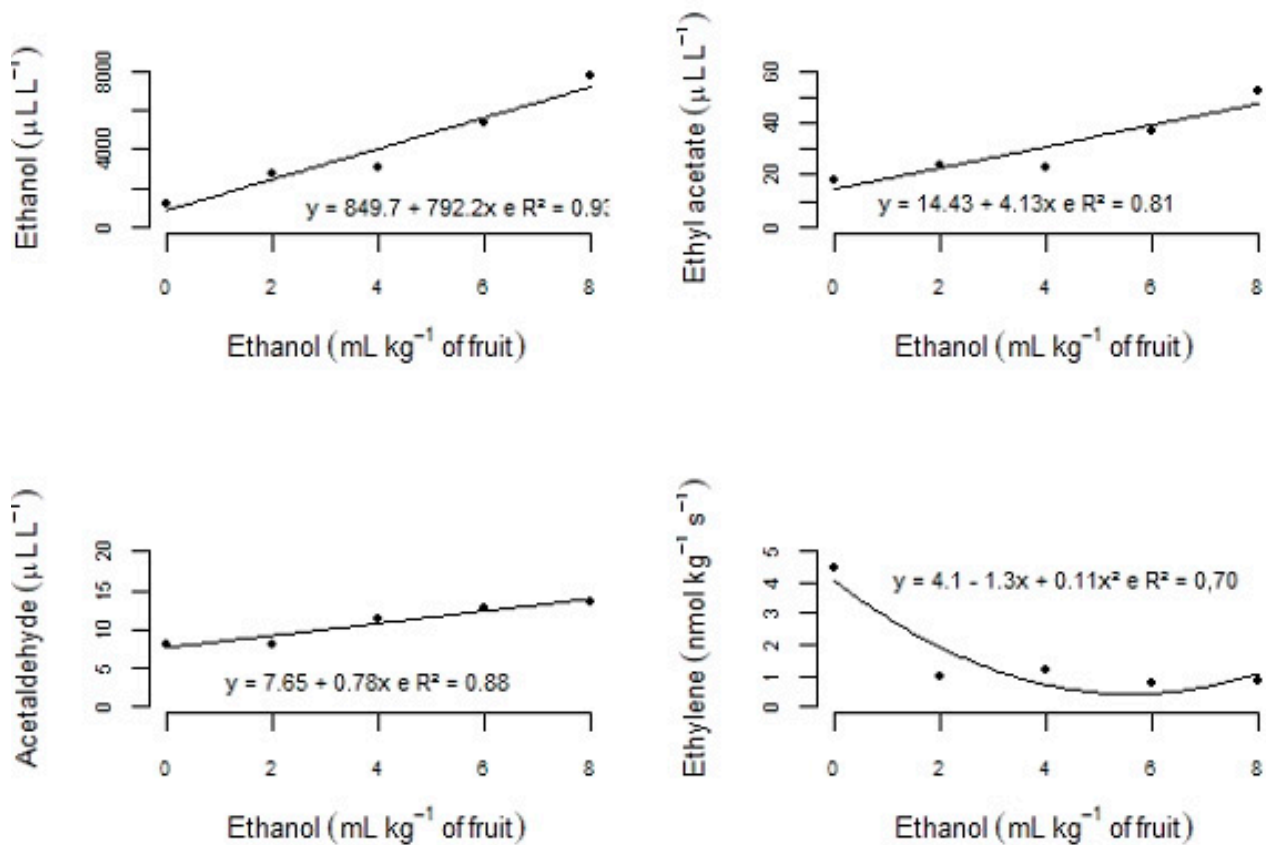 Ethanol (μL L⁻¹)
8000
4000
0
y = 849.7 + 792.2x e R² = 0.93
0 2 4 6 8
Ethanol (mL kg⁻¹ of fruit)
Ethyl acetate (μL L⁻¹)
60
40
20
0
y = 14.43 + 4.13x e R² = 0.81
0 2 4 6 8
Ethanol (mL kg⁻¹ of fruit)
Acetaldehyde (μL L⁻¹)
20
15
10
5
0
y = 7.65 + 0.78x e R² = 0.88
0 2 4 6 8
Ethanol (mL kg⁻¹ of fruit)
Ethylene (nmol kg⁻¹ s⁻¹)
5
4
3
2
1
0
y = 4.1 - 1.3x + 0.11x² e R² = 0,70
0 2 4 6 8
Ethanol (mL kg⁻¹ of fruit)